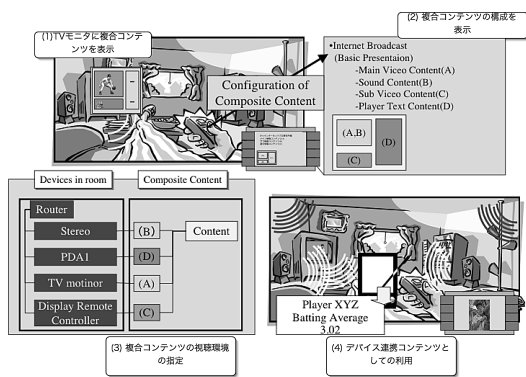 (1)TVモニタに複合コンテ
ンツを表示
Configuration of
Composite Content
(2) 複合コンテンツの構成を
表示
•Internet Broadcast
(Basic Presentaion)
-Main Viceo Content(A)
-Sound Content(B)
-Sub Viceo Content(C)
-Player Text Content(D)
(A,B)
(D)
(C)
Devices in room
Composite Content
Router
Stereo
(B)
Content
PDA1
(D)
TV motinor
(A)
Display Remote
Controller
(C)
(3) 複合コンテンツの視聴環境
の指定
Player XYZ
Batting Average
3.02
(4) デバイス連携コンテンツと
しての利用